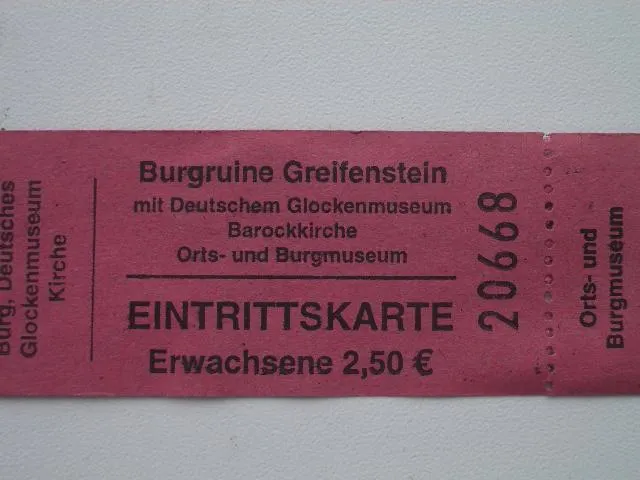 Burg, Deutsches
Glockenmuseum
Kirche
Burgruine Greifenstein
mit Deutschem Glockenmuseum
Barockkirche
Orts- und Burgmuseum
EINTRITTSKARTE
Erwachsene 2,50 €
20668
Orts- und
Burgmuseum